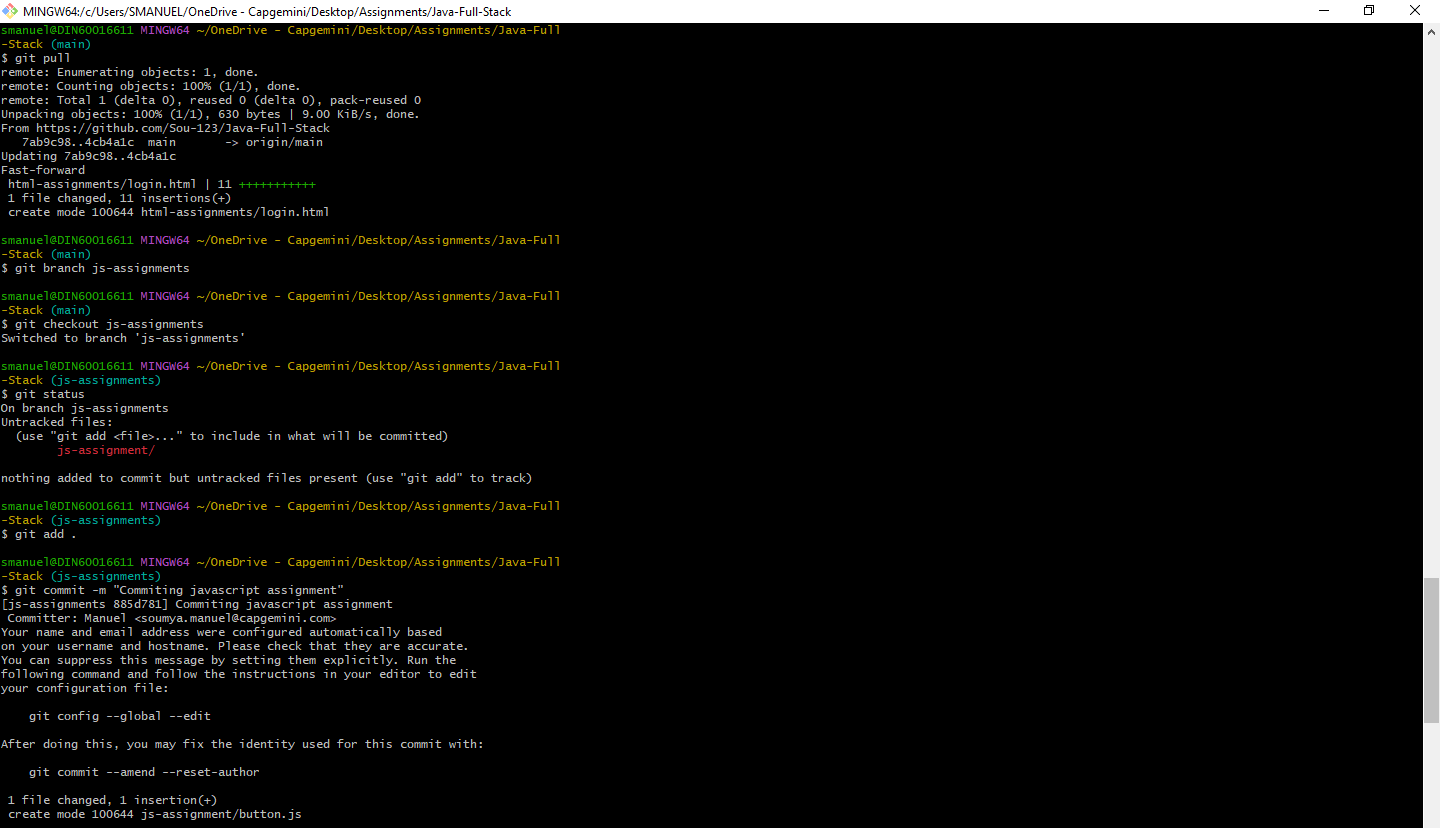 MINGW64:/c/Users/SMANUEL/OneDrive - Capgemini/Desktop/Assignments/Java-Full-Stack
smanuel@DIN60016611 MINGW64 ~/OneDrive - Capgemini/Desktop/Assignments/Java-Full
-Stack (main)
$ git pull
remote: Enumerating objects: 1, done.
remote: Counting objects: 100% (1/1), done.
remote: Total 1 (delta 0), reused 0 (delta 0), pack-reused 0
Unpacking objects: 100% (1/1), 630 bytes | 9.00 KiB/s, done.
From https://github.com/Sou-123/Java-Full-Stack
   7ab9c98..4cb4a1c  main       -> origin/main
Updating 7ab9c98..4cb4a1c
Fast-forward
 html-assignments/login.html | 11 +++++++++++
 1 file changed, 11 insertions(+)
 create mode 100644 html-assignments/login.html
smanuel@DIN60016611 MINGW64 ~/OneDrive - Capgemini/Desktop/Assignments/Java-Full
-Stack (main)
$ git branch js-assignments
smanuel@DIN60016611 MINGW64 ~/OneDrive - Capgemini/Desktop/Assignments/Java-Full
-Stack (main)
$ git checkout js-assignments
Switched to branch 'js-assignments'
smanuel@DIN60016611 MINGW64 ~/OneDrive - Capgemini/Desktop/Assignments/Java-Full
-Stack (js-assignments)
$ git status
On branch js-assignments
Untracked files:
  (use "git add <file>..." to include in what will be committed)
        js-assignment/
nothing added to commit but untracked files present (use "git add" to track)
smanuel@DIN60016611 MINGW64 ~/OneDrive - Capgemini/Desktop/Assignments/Java-Full
-Stack (js-assignments)
$ git add .
smanuel@DIN60016611 MINGW64 ~/OneDrive - Capgemini/Desktop/Assignments/Java-Full
-Stack (js-assignments)
$ git commit -m "Commiting javascript assignment"
[js-assignments 885d781] Commiting javascript assignment
 Committer: Manuel <soumya.manuel@capgemini.com>
Your name and email address were configured automatically based
on your username and hostname. Please check that they are accurate.
You can suppress this message by setting them explicitly. Run the
following command and follow the instructions in your editor to edit
your configuration file:
    git config --global --edit
After doing this, you may fix the identity used for this commit with:
    git commit --amend --reset-author
 1 file changed, 1 insertion(+)
 create mode 100644 js-assignment/button.js